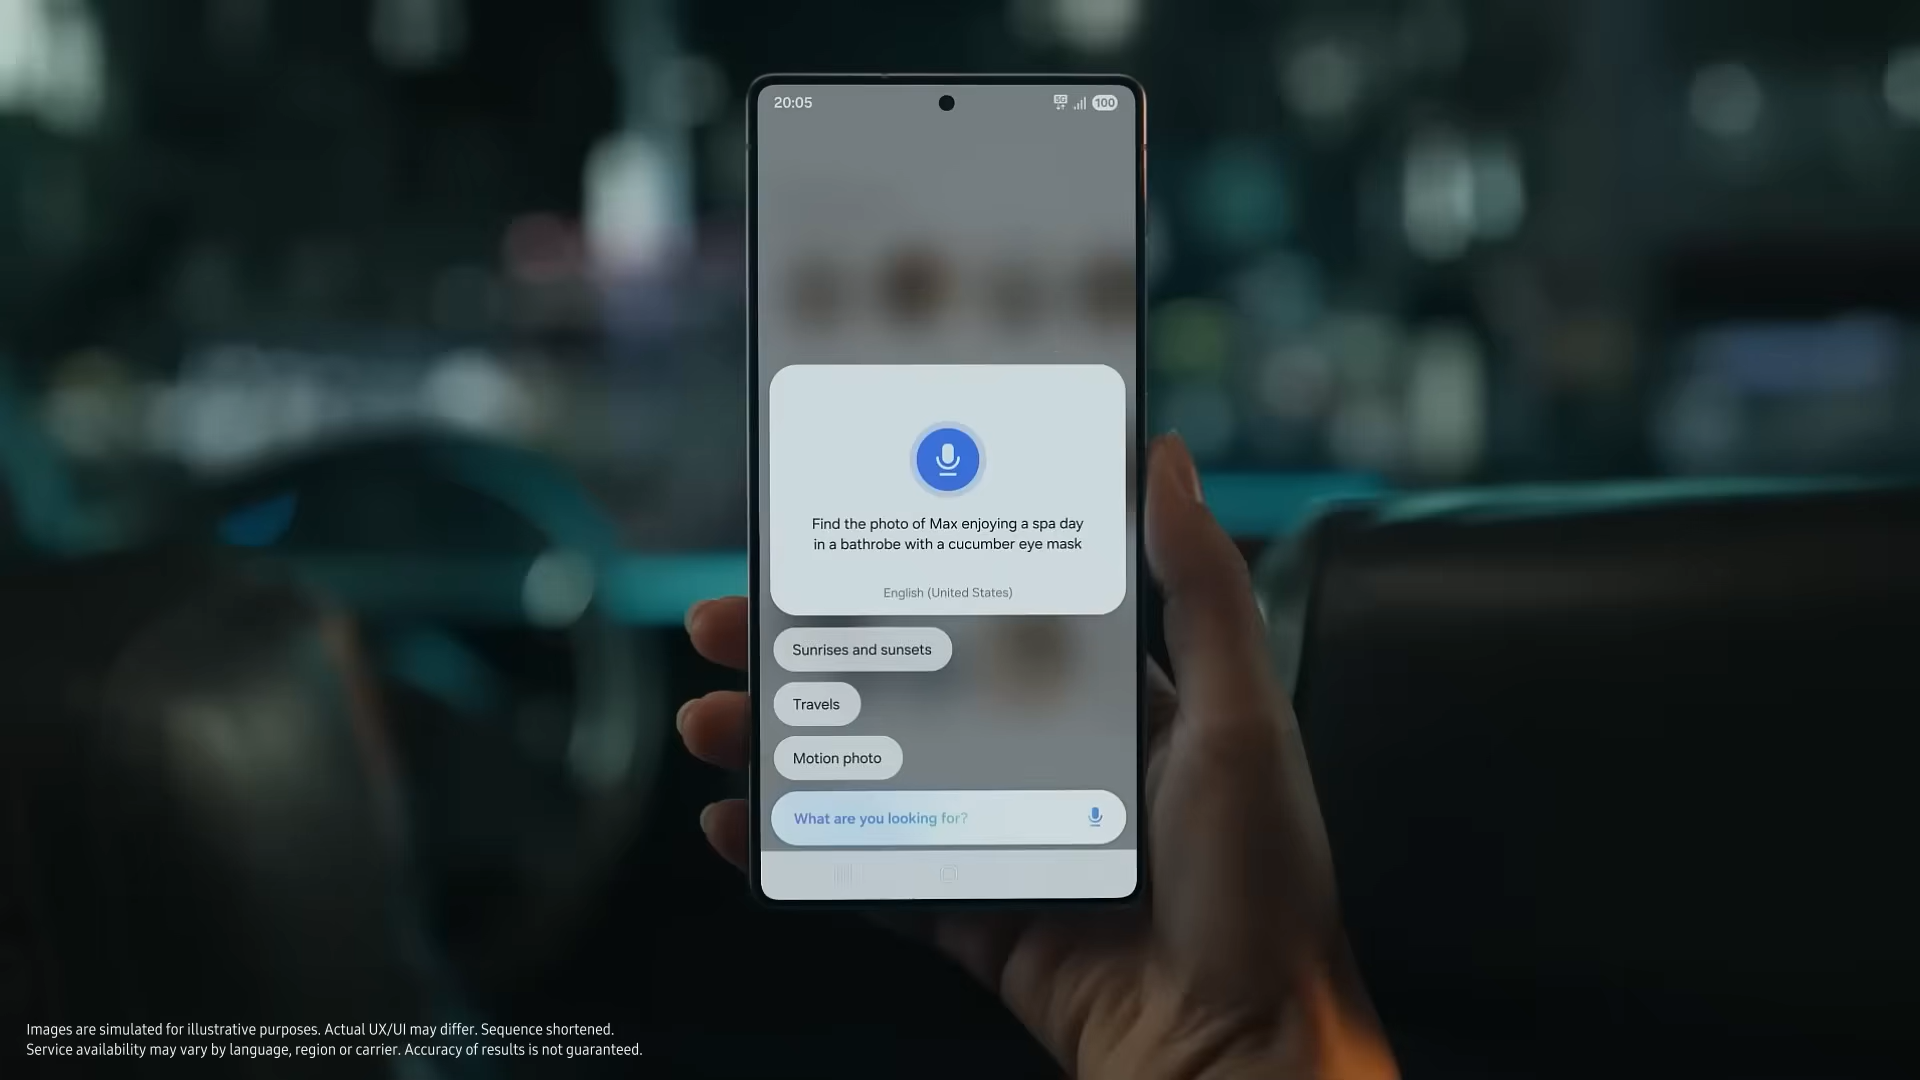 20:05
5G
100
Find the photo of Max enjoying a spa day
in a bathrobe with a cucumber eye mask
English (United States)
Sunrises and sunsets
Travels
Motion photo
What are you looking for?
Images are simulated for illustrative purposes. Actual UX/UI may differ. Sequence shortened.
Service availability may vary by language, region or carrier. Accuracy of results is not guaranteed.